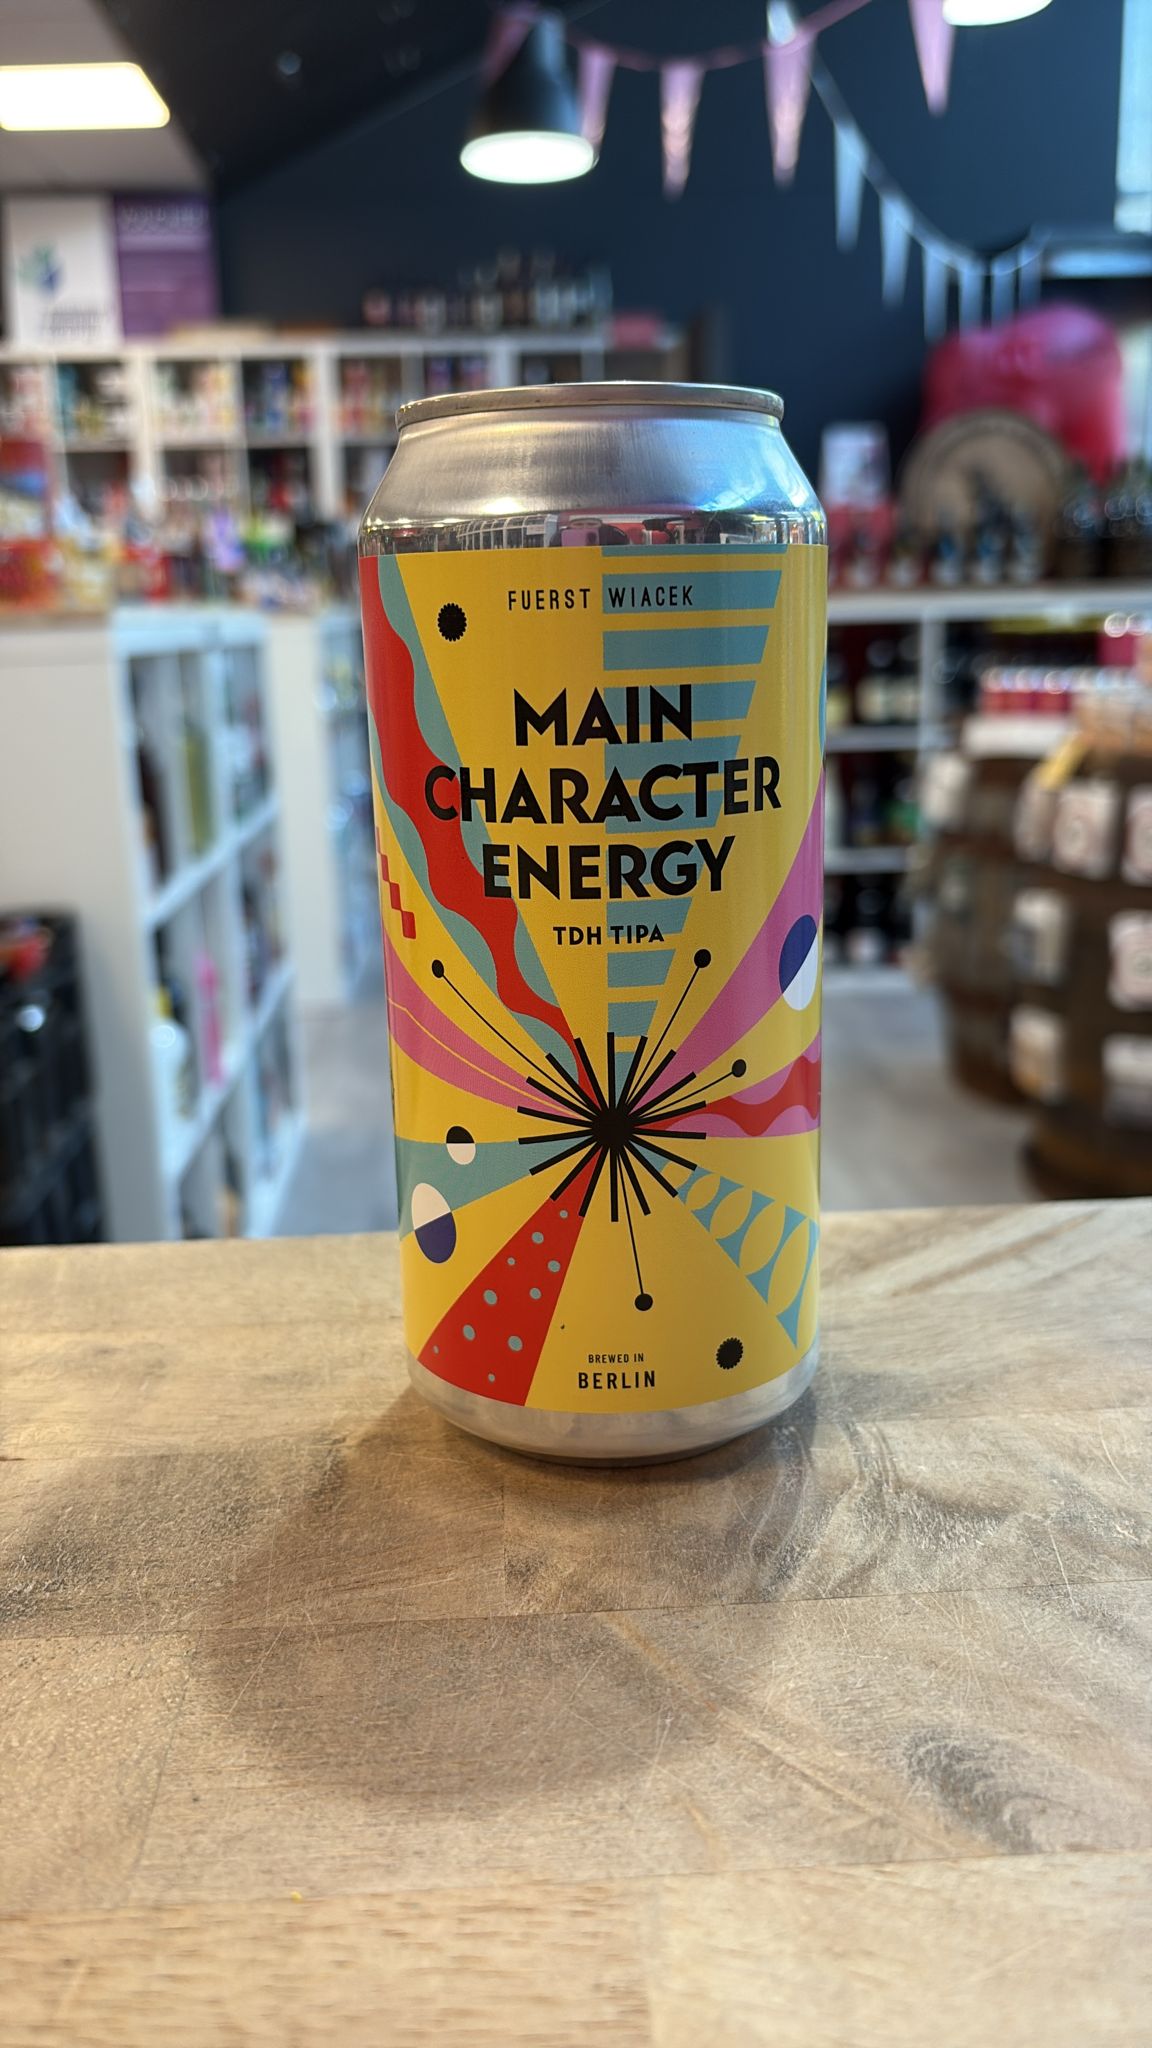 FUERST WIACEK
MAIN
CHARACTER
ENERGY
TDH TIPA
BREWED IN
BERLIN